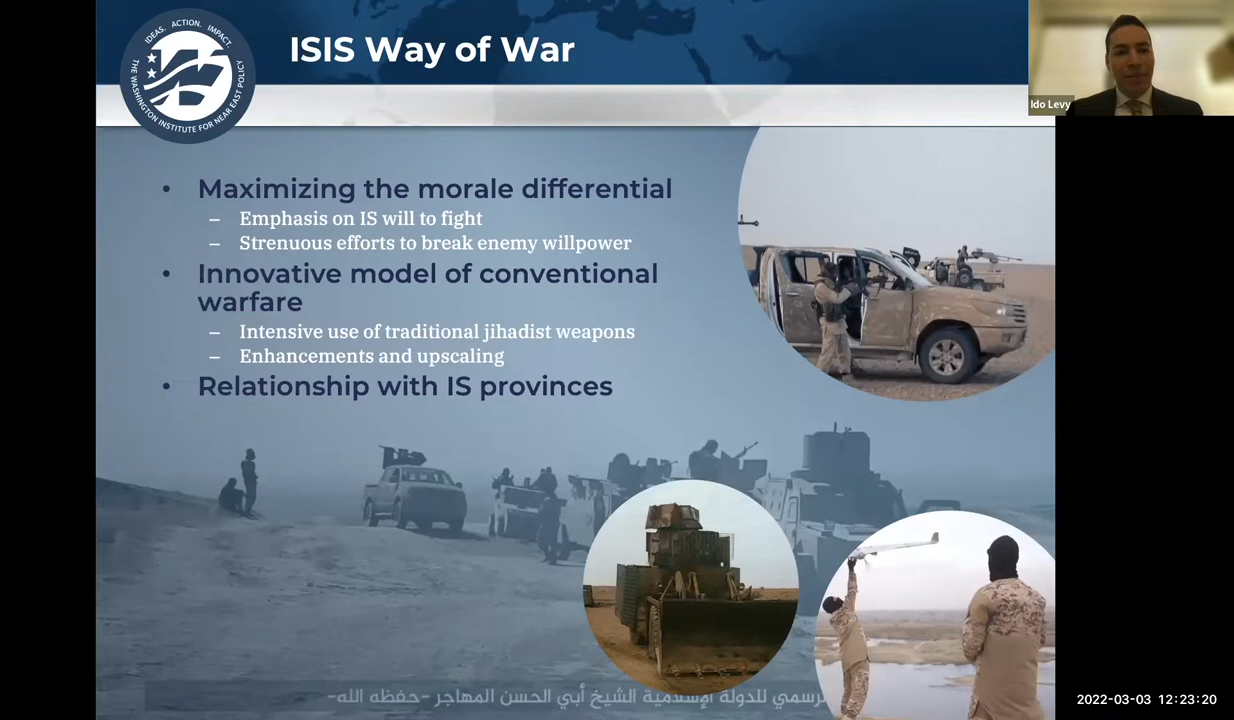 IDEAS. ACTION. IMPACT.
THE WASHINGTON INSTITUTE FOR NEAR EAST POLICY
ISIS Way of War
Ido Levy
• Maximizing the morale differential
– Emphasis on IS will to fight
– Strenuous efforts to break enemy willpower
• Innovative model of conventional
warfare
– Intensive use of traditional jihadist weapons
– Enhancements and upscaling
• Relationship with IS provinces
للدولة الإسلامية الشيخ أبي الحسن المهاجر -حفظه الله-
2022-03-03 12:23:20